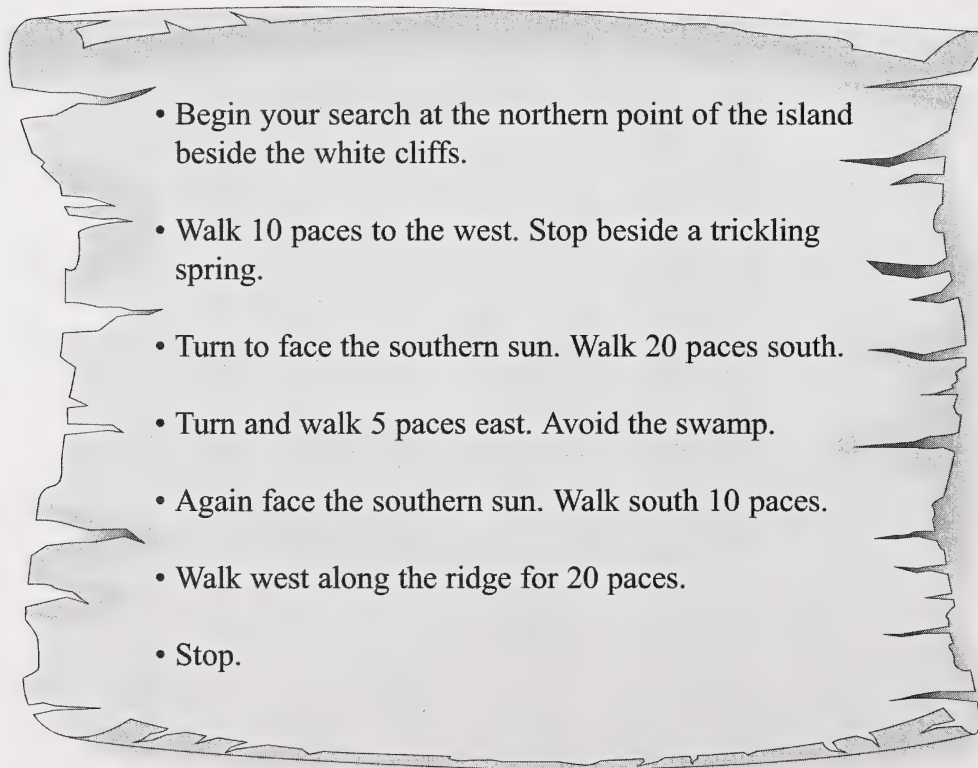 • Begin your search at the northern point of the island
beside the white cliffs.
• Walk 10 paces to the west. Stop beside a trickling
spring.
• Turn to face the southern sun. Walk 20 paces south.
• Turn and walk 5 paces east. Avoid the swamp.
• Again face the southern sun. Walk south 10 paces.
• Walk west along the ridge for 20 paces.
• Stop.